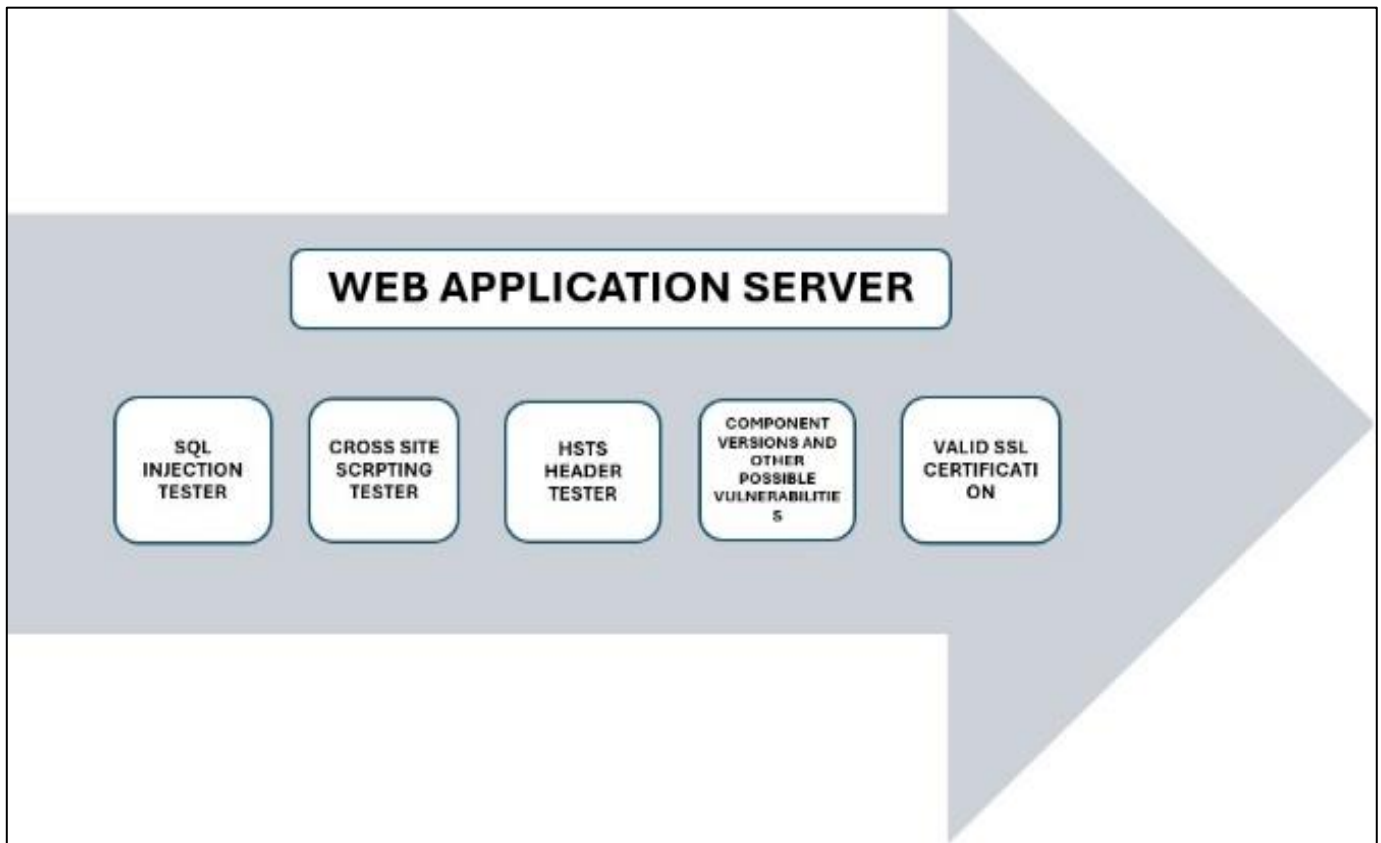 WEB APPLICATION SERVER
SQL
INJECTION
TESTER
CROSS SITE
SCRPTING
TESTER
HSTS
HEADER
TESTER
COMPONENT
VERSIONS AND
OTHER
POSSIBLE
VULNERABILITIE
S
VALID SSL
CERTIFICATI
ON